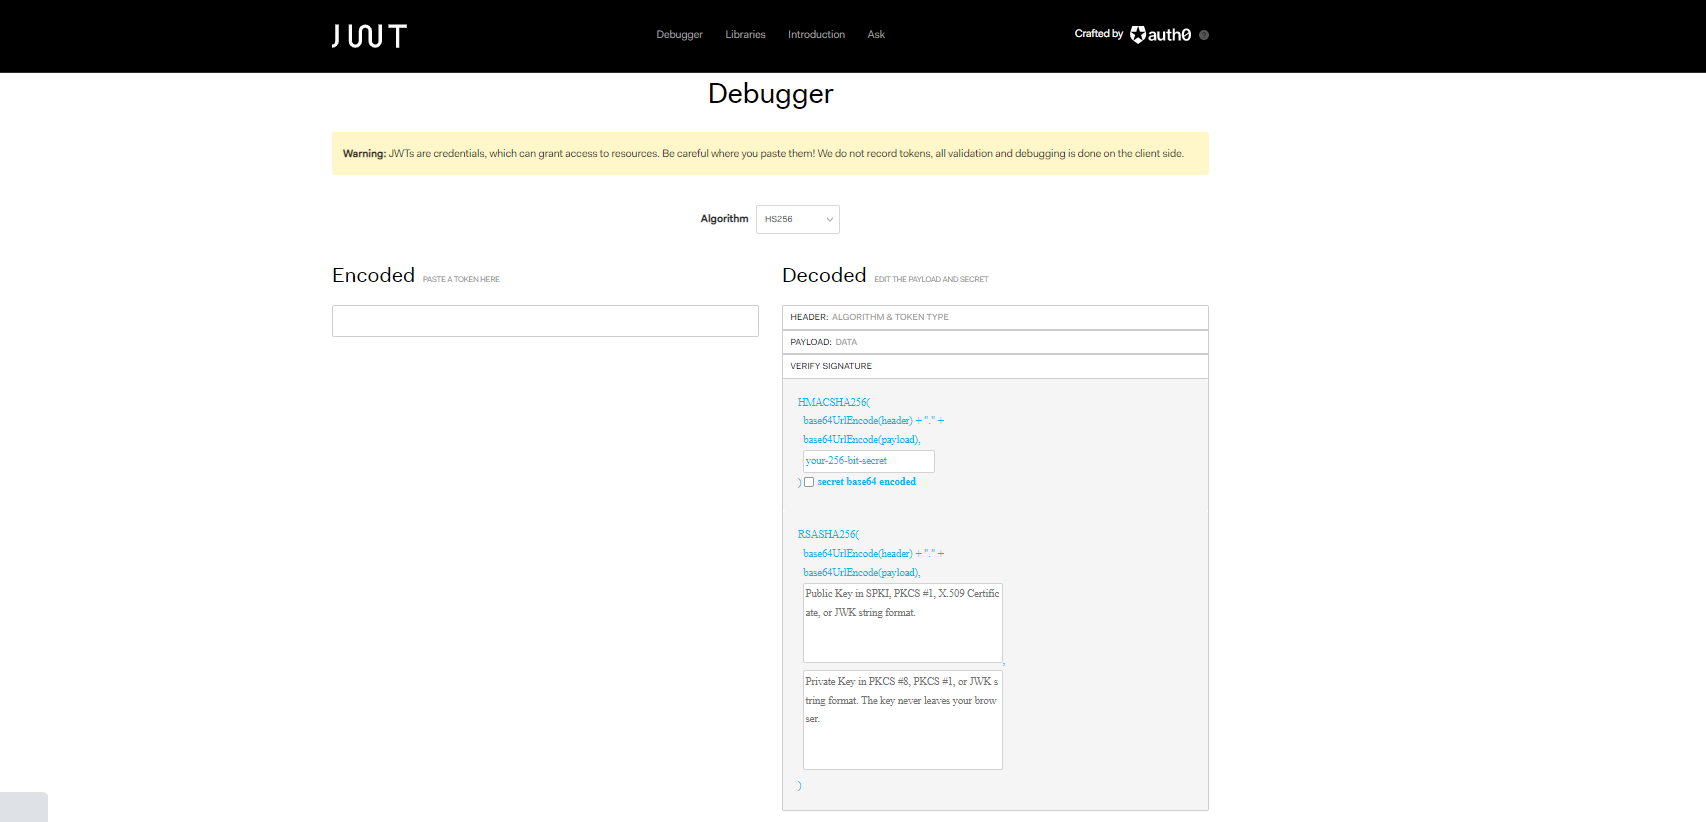 JWT
Debugger Libraries Introduction Ask
Crafted by auth0
Debugger
Warning: JWTs are credentials, which can grant access to resources. Be careful where you paste them! We do not record tokens, all validation and debugging is done on the client side.
Algorithm HS256
Encoded PASTE A TOKEN HERE
Decoded EDIT THE PAYLOAD AND SECRET
HEADER: ALGORITHM & TOKEN TYPE
PAYLOAD: DATA
VERIFY SIGNATURE
HMACSHA256(
base64UrlEncode(header) + "." +
base64UrlEncode(payload),
your-256-bit-secret
) secret base64 encoded
RSASHA256(
base64UrlEncode(header) + "." +
base64UrlEncode(payload),
Public Key in SPKI, PKCS #1, X.509 Certific
ate, or JWK string format.
,
Private Key in PKCS #8, PKCS #1, or JWK s
tring format. The key never leaves your brow
ser.
)